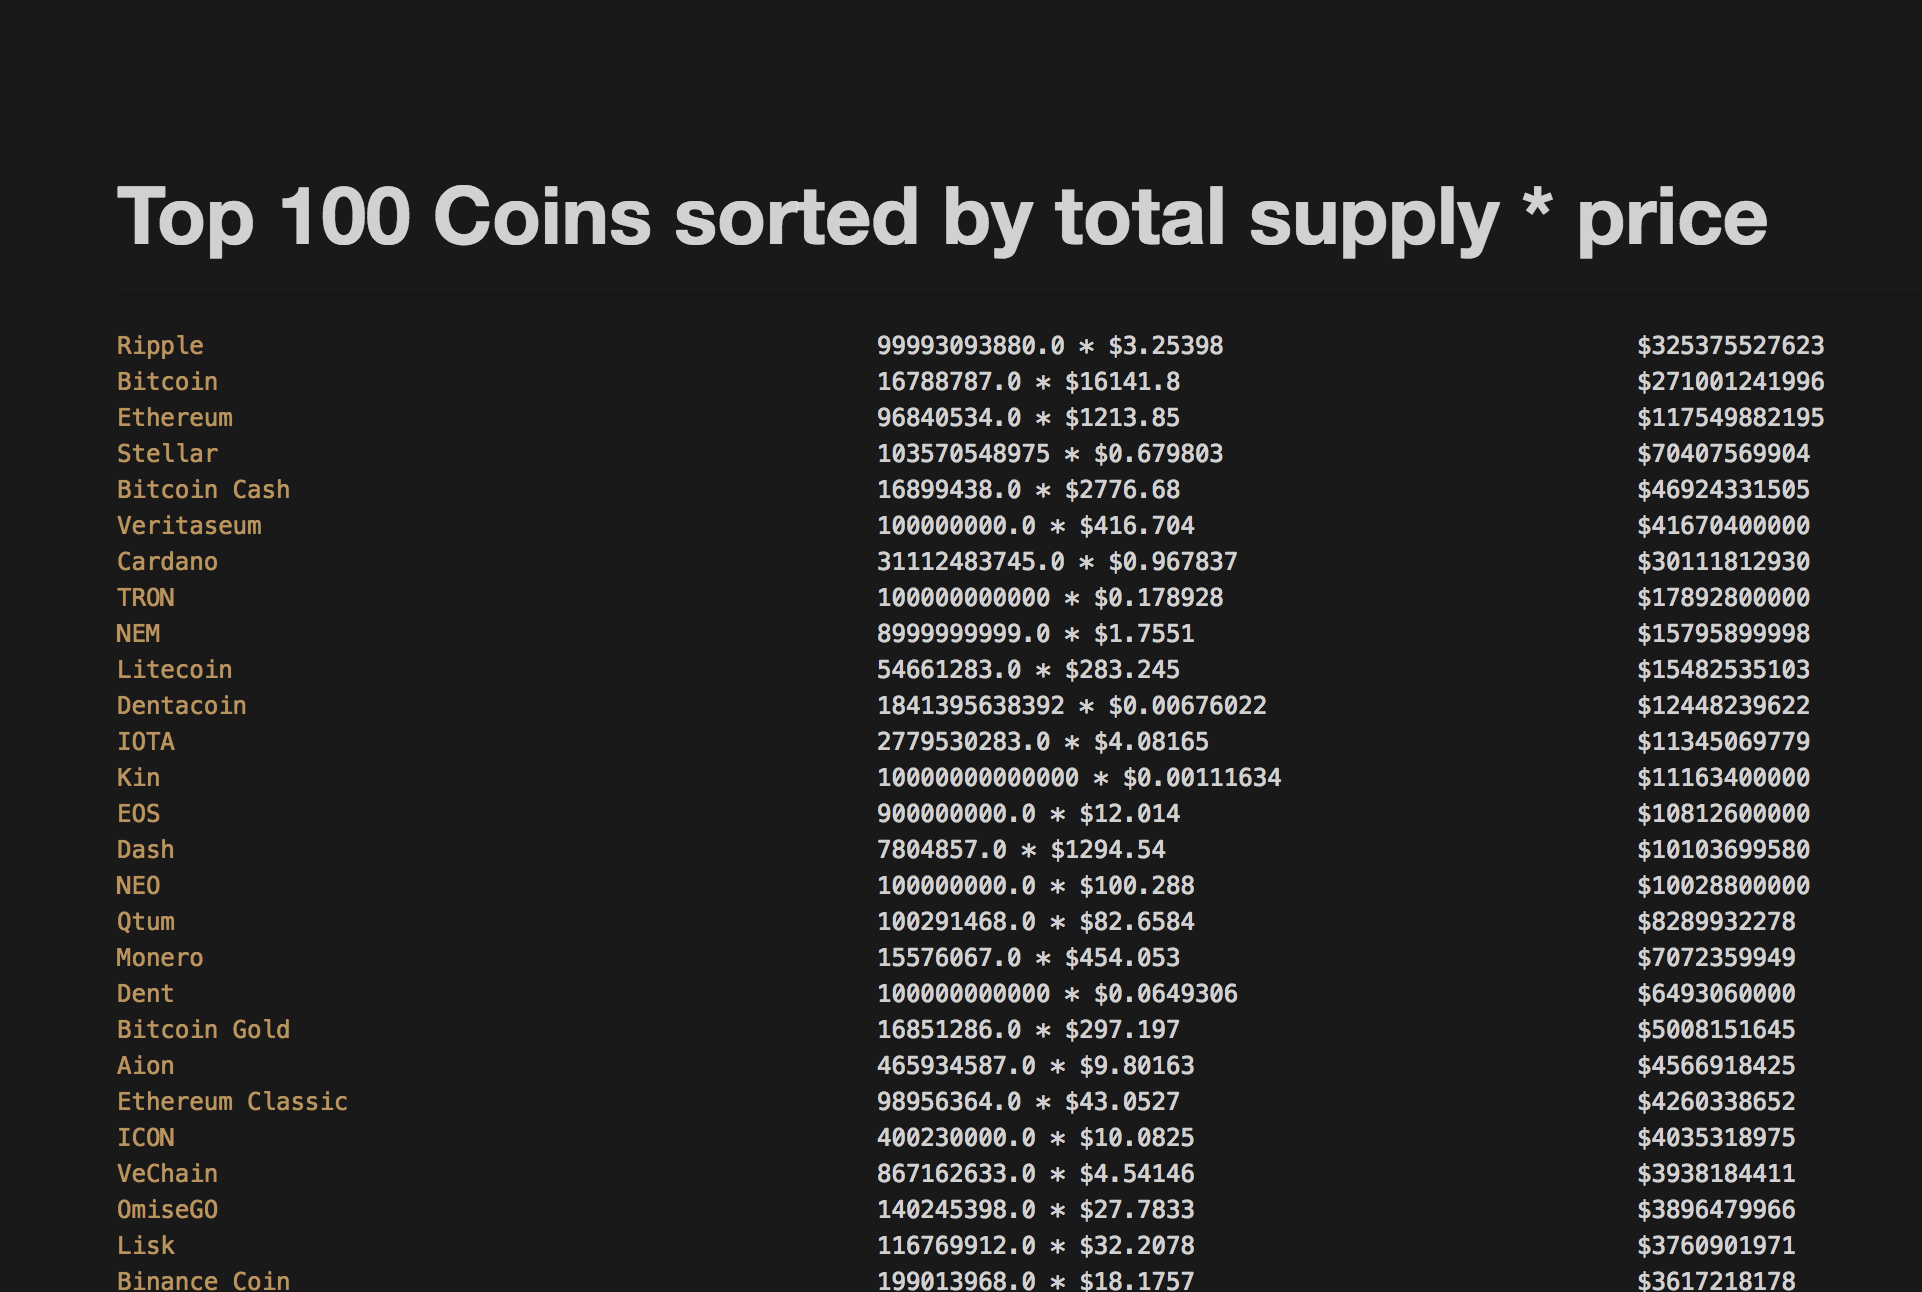 Top 100 Coins sorted by total supply * price
Ripple 99993093880.0 * $3.25398 $325375527623
Bitcoin 16788787.0 * $16141.8 $271001241996
Ethereum 96840534.0 * $1213.85 $117549882195
Stellar 103570548975 * $0.679803 $70407569904
Bitcoin Cash 16899438.0 * $2776.68 $46924331505
Veritaseum 100000000.0 * $416.704 $41670400000
Cardano 31112483745.0 * $0.967837 $30111812930
TRON 100000000000 * $0.178928 $17892800000
NEM 8999999999.0 * $1.7551 $15795899998
Litecoin 54661283.0 * $283.245 $15482535103
Dentacoin 1841395638392 * $0.00676022 $12448239622
IOTA 2779530283.0 * $4.08165 $11345069779
Kin 10000000000000 * $0.00111634 $11163400000
EOS 900000000.0 * $12.014 $10812600000
Dash 7804857.0 * $1294.54 $10103699580
NEO 100000000.0 * $100.288 $10028800000
Qtum 100291468.0 * $82.6584 $8289932278
Monero 15576067.0 * $454.053 $7072359949
Dent 100000000000 * $0.0649306 $6493060000
Bitcoin Gold 16851286.0 * $297.197 $5008151645
Aion 465934587.0 * $9.80163 $4566918425
Ethereum Classic 98956364.0 * $43.0527 $4260338652
ICON 400230000.0 * $10.0825 $4035318975
VeChain 867162633.0 * $4.54146 $3938184411
OmiseGO 140245398.0 * $27.7833 $3896479966
Lisk 116769912.0 * $32.2078 $3760901971
Binance Coin 199013968.0 * $18.1757 $3617218178